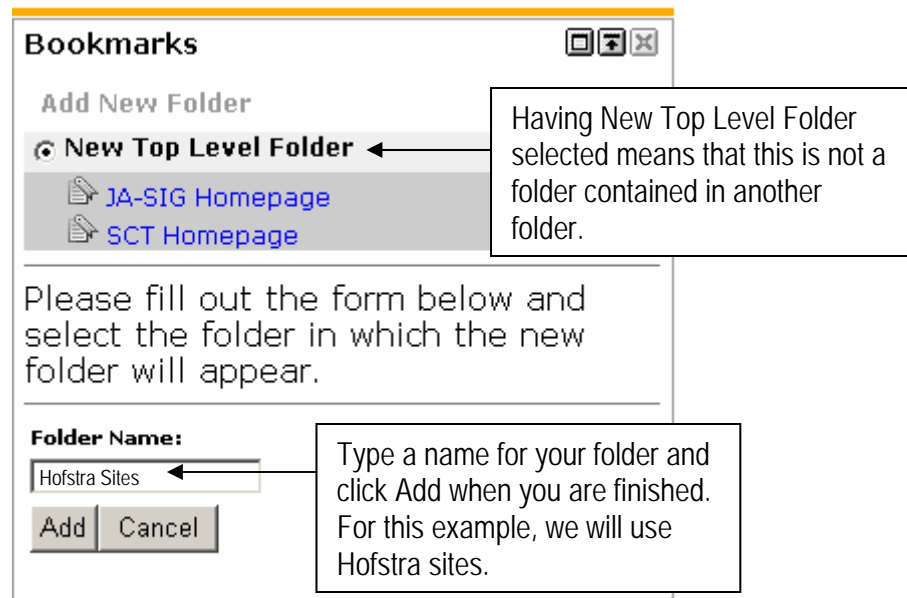 Bookmarks
Add New Folder
New Top Level Folder
Having New Top Level Folder
selected means that this is not a
folder contained in another
folder.
JA-SIG Homepage
SCT Homepage
Please fill out the form below and
select the folder in which the new
folder will appear.
Folder Name:
Hofstra Sites
Add Cancel
Type a name for your folder and
click Add when you are finished.
For this example, we will use
Hofstra sites.